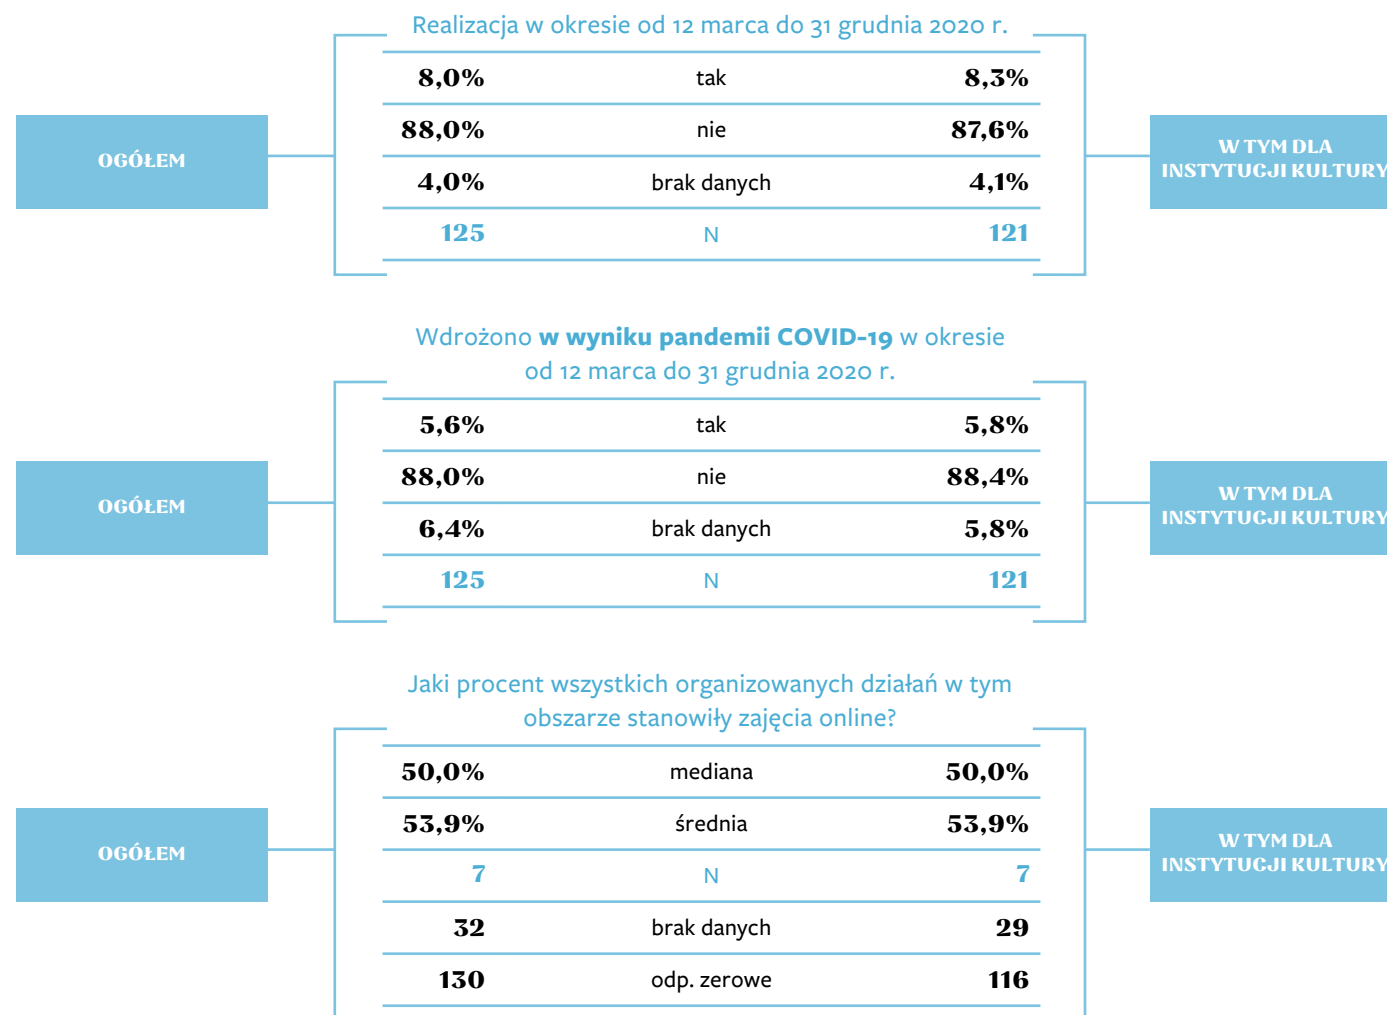 Realizacja w okresie od 12 marca do 31 grudnia 2020 r.
OGÓŁEM
8,0% tak 8,3%
88,0% nie 87,6%
4,0% brak danych 4,1%
125 N 121
W TYM DLA
INSTYTUCJI KULTURY
Wdrożono w wyniku pandemii COVID-19 w okresie
od 12 marca do 31 grudnia 2020 r.
OGÓŁEM
5,6% tak 5,8%
88,0% nie 88,4%
6,4% brak danych 5,8%
125 N 121
W TYM DLA
INSTYTUCJI KULTURY
Jaki procent wszystkich organizowanych działań w tym
obszarze stanowiły zajęcia online?
OGÓŁEM
50,0% mediana 50,0%
53,9% średnia 53,9%
7 N 7
32 brak danych 29
130 odp. zerowe 116
W TYM DLA
INSTYTUCJI KULTURY